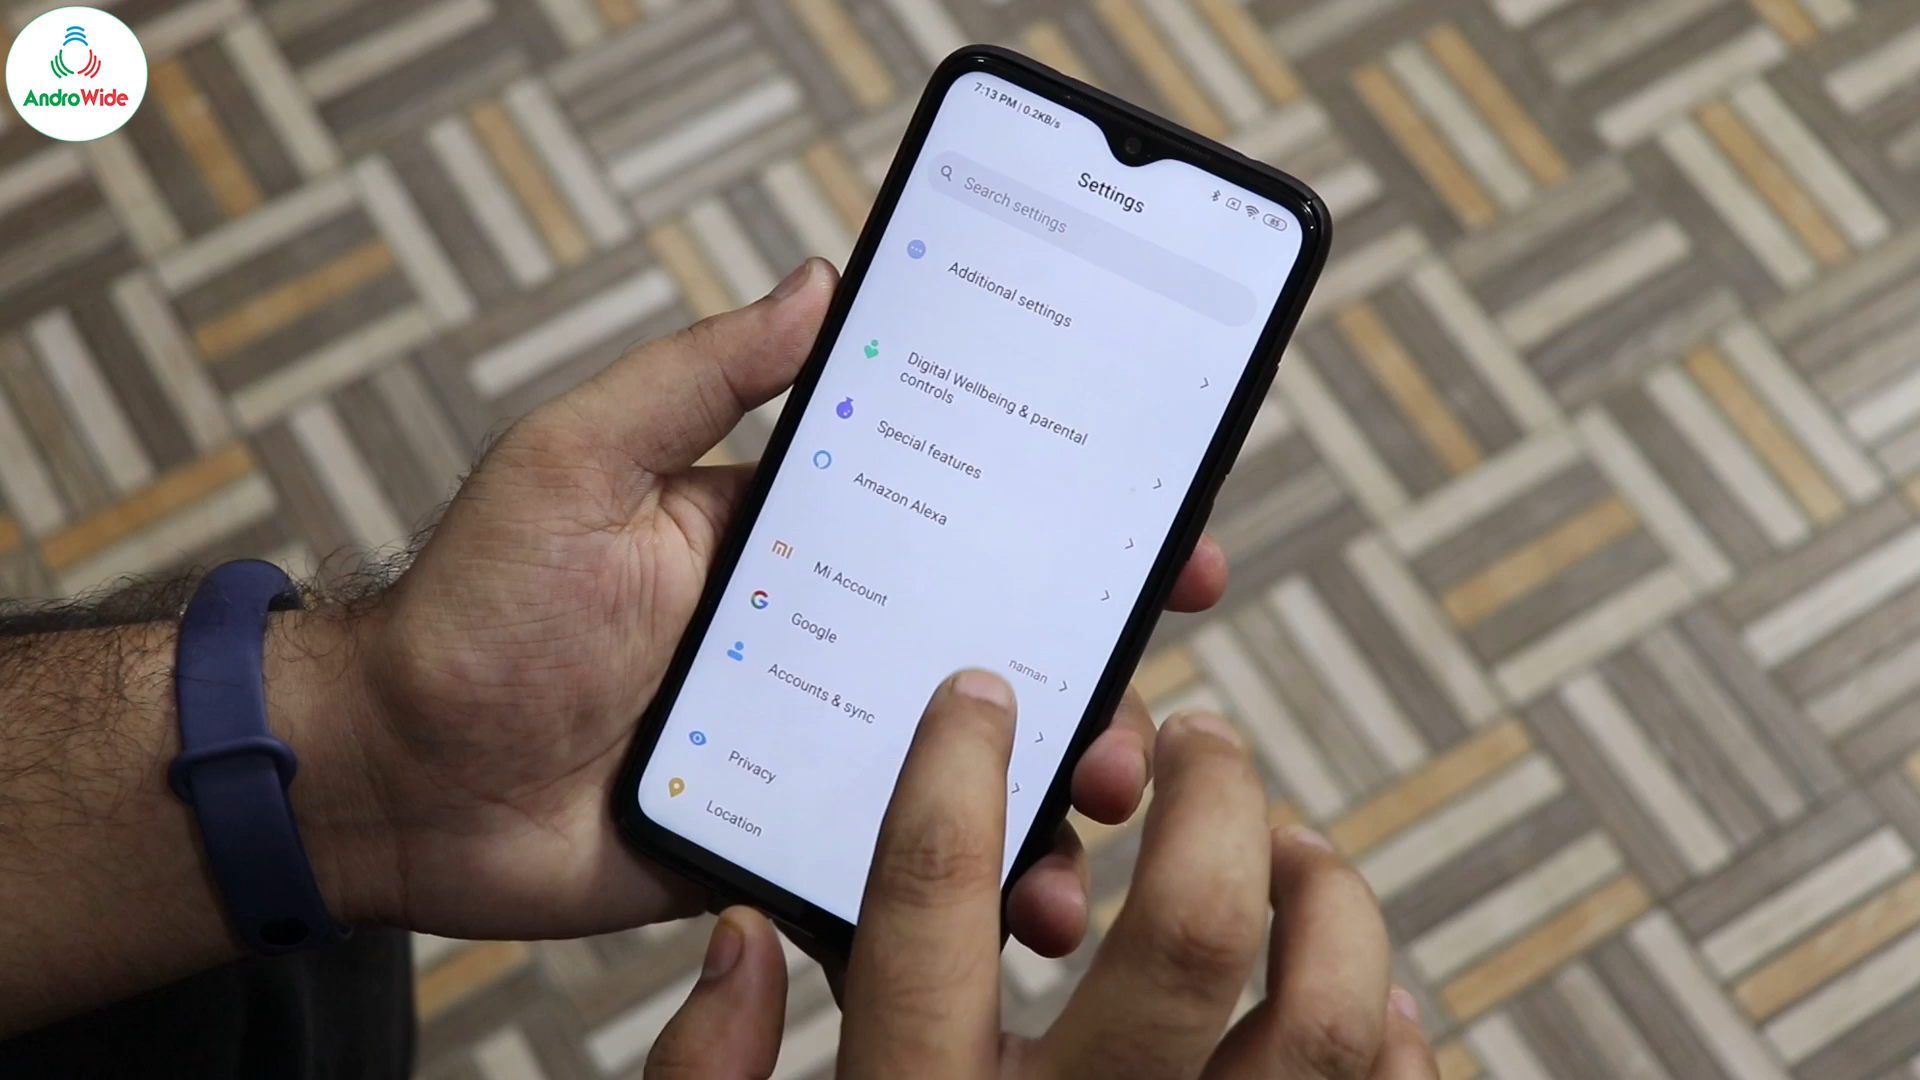 AndroWide
7:13 PM | 0.2KB/s
85
Settings
Search settings
Additional settings
Digital Wellbeing & parental
controls
Special features
Amazon Alexa
Mi Account
naman
Google
Accounts & sync
Privacy
Location